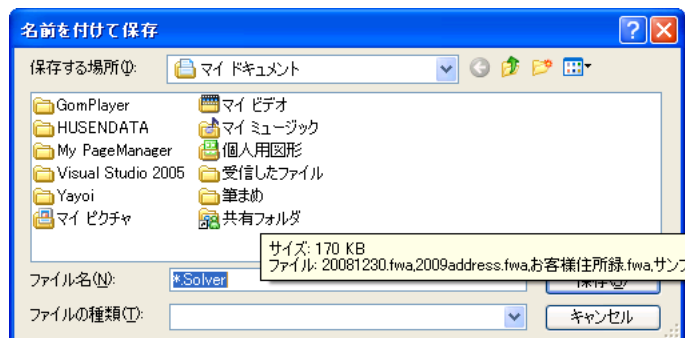 名前を付けて保存
保存する場所(I):
マイ ドキュメント
GomPlayer
HUSENDATA
My PageManager
Visual Studio 2005
Yayoi
マイ ピクチャ
マイ ビデオ
マイ ミュージック
個人用図形
受信したファイル
筆まめ
共有フォルダ
サイズ: 170 KB
ファイル: 20081230.fwa,2009address.fwa,お客様住所録.fwa,サンプ
ファイル名(N):
*.Solver
保存(S)
ファイルの種類(T):
キャンセル